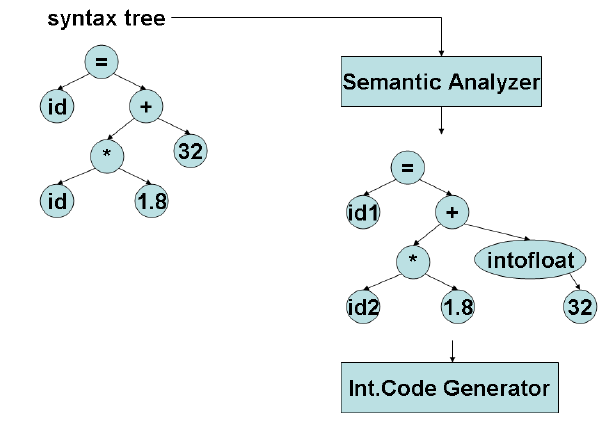 syntax tree
=
id
+
*
32
id
1.8
Semantic Analyzer
=
id1
+
*
intofloat
id2
1.8
32
Int.Code Generator